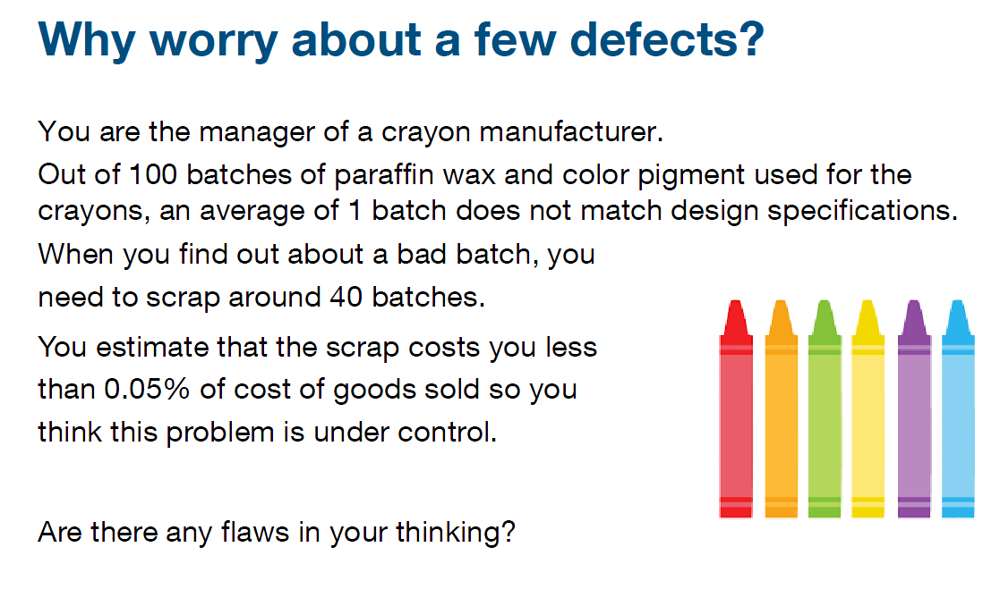 Why worry about a few defects?
You are the manager of a crayon manufacturer.
Out of 100 batches of paraffin wax and color pigment used for the
crayons, an average of 1 batch does not match design specifications.
When you find out about a bad batch, you
need to scrap around 40 batches.
You estimate that the scrap costs you less
than 0.05% of cost of goods sold so you
think this problem is under control.
Are there any flaws in your thinking?